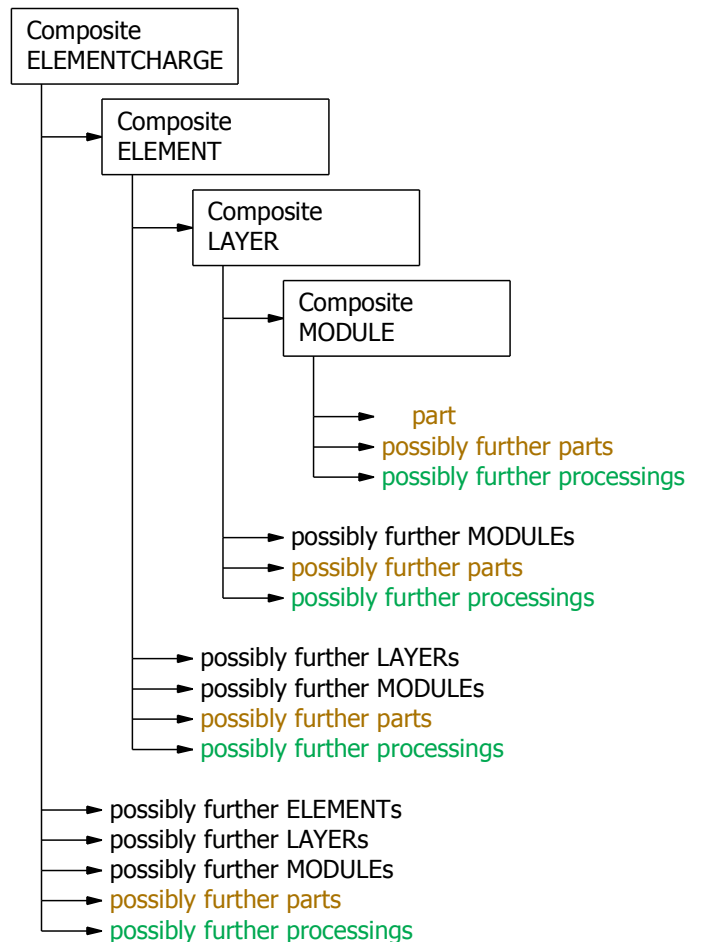 Composite
ELEMENTCHARGE
Composite
ELEMENT
Composite
LAYER
Composite
MODULE
part
possibly further parts
possibly further processings
possibly further MODULEs
possibly further parts
possibly further processings
possibly further LAYERs
possibly further MODULEs
possibly further parts
possibly further processings
possibly further ELEMENTs
possibly further LAYERs
possibly further MODULEs
possibly further parts
possibly further processings